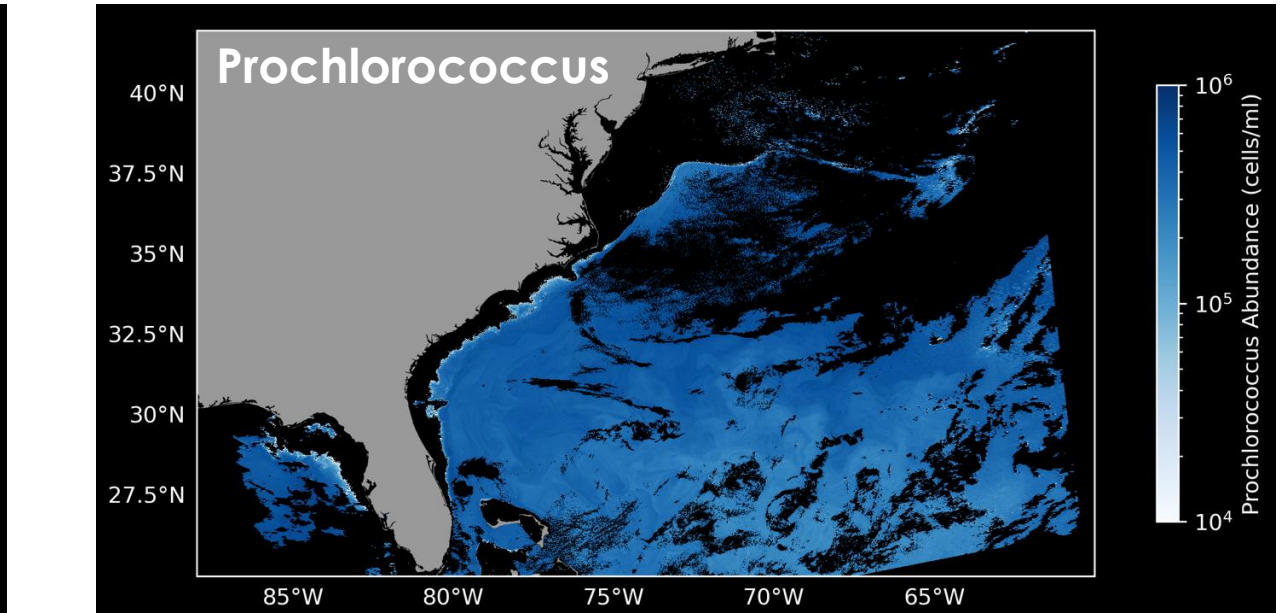 Prochlorococcus
40°N
37.5°N
35°N
32.5°N
30°N
27.5°N
85°W 80°W 75°W 70°W 65°W
10⁶
10⁵
10⁴
Prochlorococcus Abundance (cells/ml)